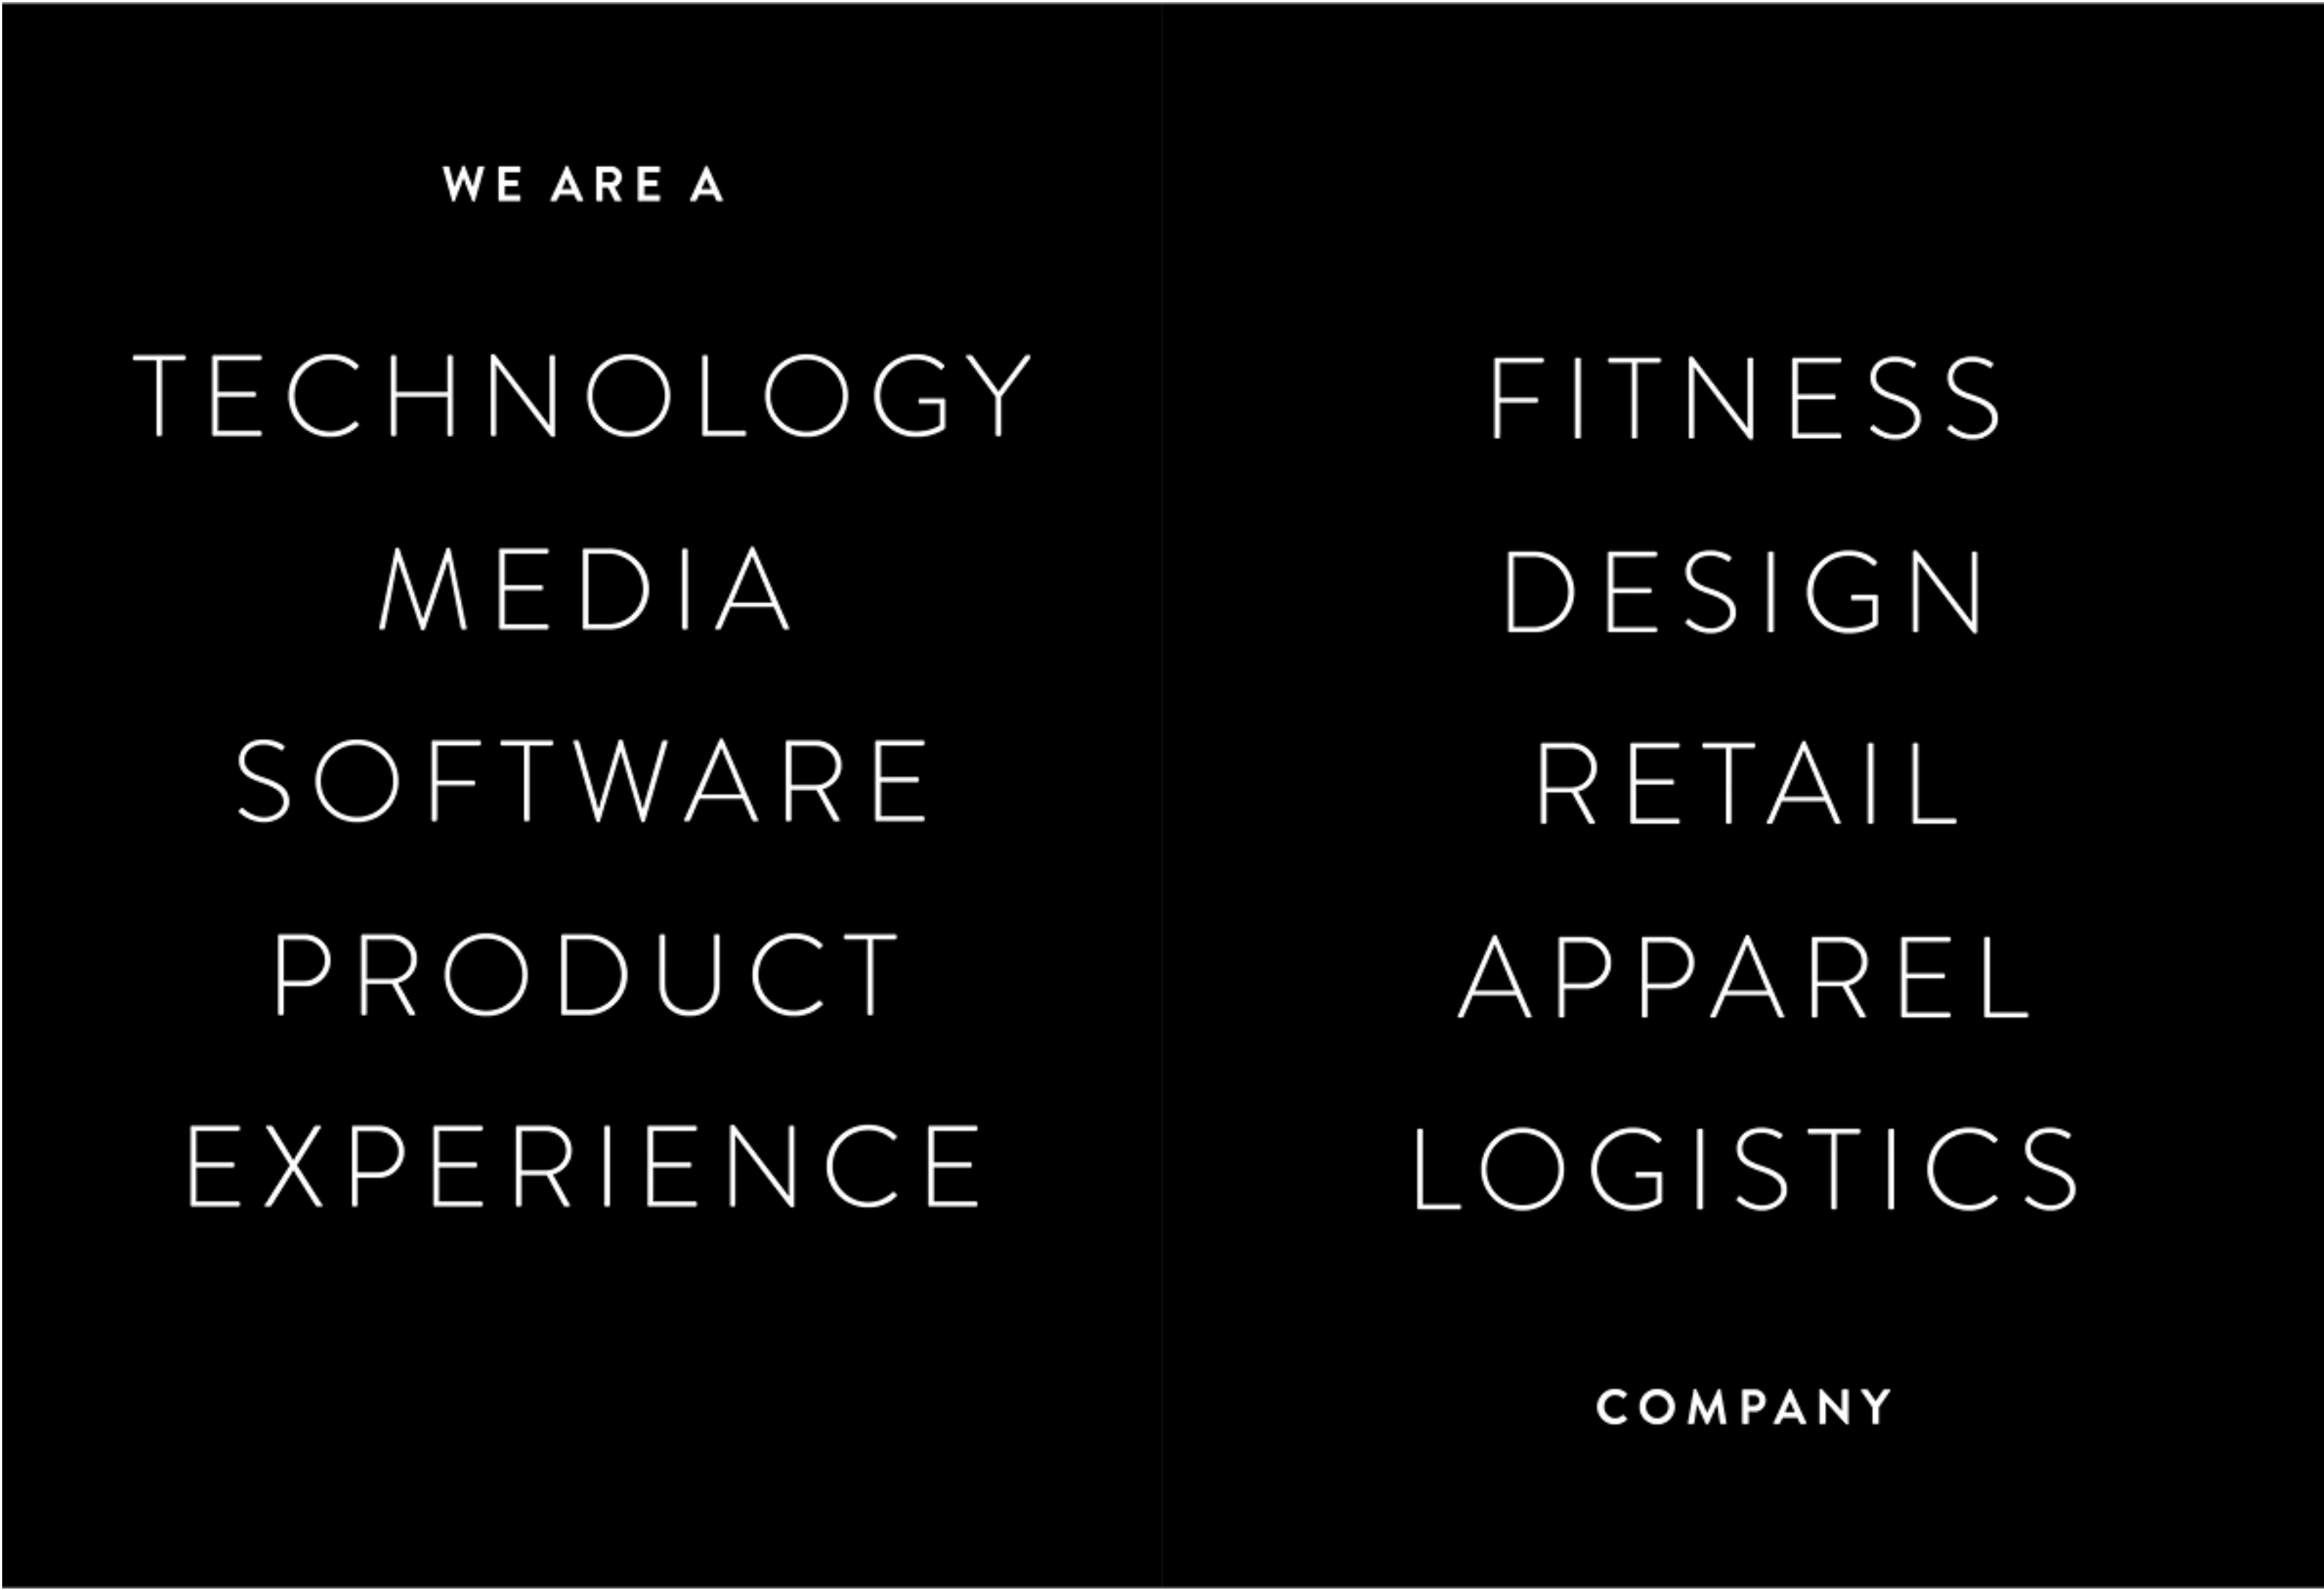 WE ARE A
TECHNOLOGY
MEDIA
SOFTWARE
PRODUCT
EXPERIENCE
FITNESS
DESIGN
RETAIL
APPAREL
LOGISTICS
COMPANY